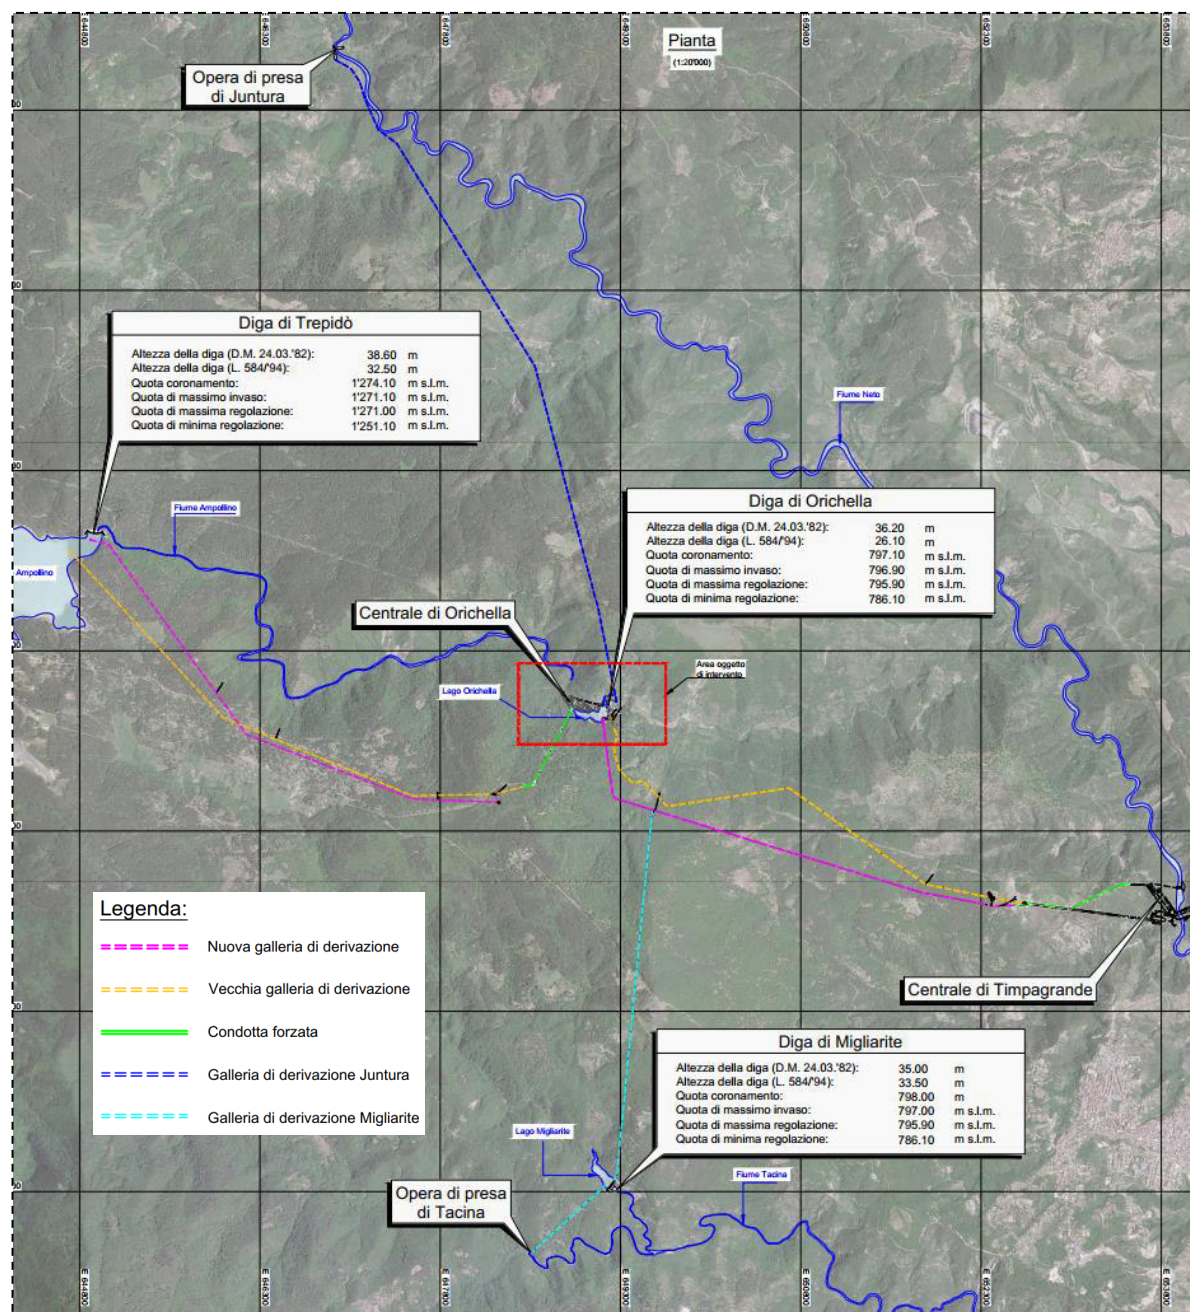 Pianta
(1:20'000)
Opera di presa
di Juntura
Diga di Trepidò
Altezza della diga (D.M. 24.03.'82): 38.60 m
Altezza della diga (L. 584/'94): 32.50 m
Quota coronamento: 1'274.10 m s.l.m.
Quota di massimo invaso: 1'271.10 m s.l.m.
Quota di massima regolazione: 1'271.00 m s.l.m.
Quota di minima regolazione: 1'251.10 m s.l.m.
Fiume Neto
Diga di Orichella
Altezza della diga (D.M. 24.03.'82): 36.20 m
Altezza della diga (L. 584/'94): 26.10 m
Quota coronamento: 797.10 m s.l.m.
Quota di massimo invaso: 796.90 m s.l.m.
Quota di massima regolazione: 795.90 m s.l.m.
Quota di minima regolazione: 786.10 m s.l.m.
Fiume Ampollino
Ampollino
Centrale di Orichella
Area oggetto
di intervento
Lago Orichella
Legenda:
Nuova galleria di derivazione
Vecchia galleria di derivazione
Condotta forzata
Galleria di derivazione Juntura
Galleria di derivazione Migliarite
Centrale di Timpagrande
Diga di Migliarite
Altezza della diga (D.M. 24.03.'82): 35.00 m
Altezza della diga (L. 584/'94): 33.50 m
Quota coronamento: 798.00 m
Quota di massimo invaso: 797.00 m s.l.m.
Quota di massima regolazione: 795.90 m s.l.m.
Quota di minima regolazione: 786.10 m s.l.m.
Lago Migliarite
Fiume Tacina
Opera di presa
di Tacina
E 644800
E 646300
E 647800
E 649300
E 652300
E 653800